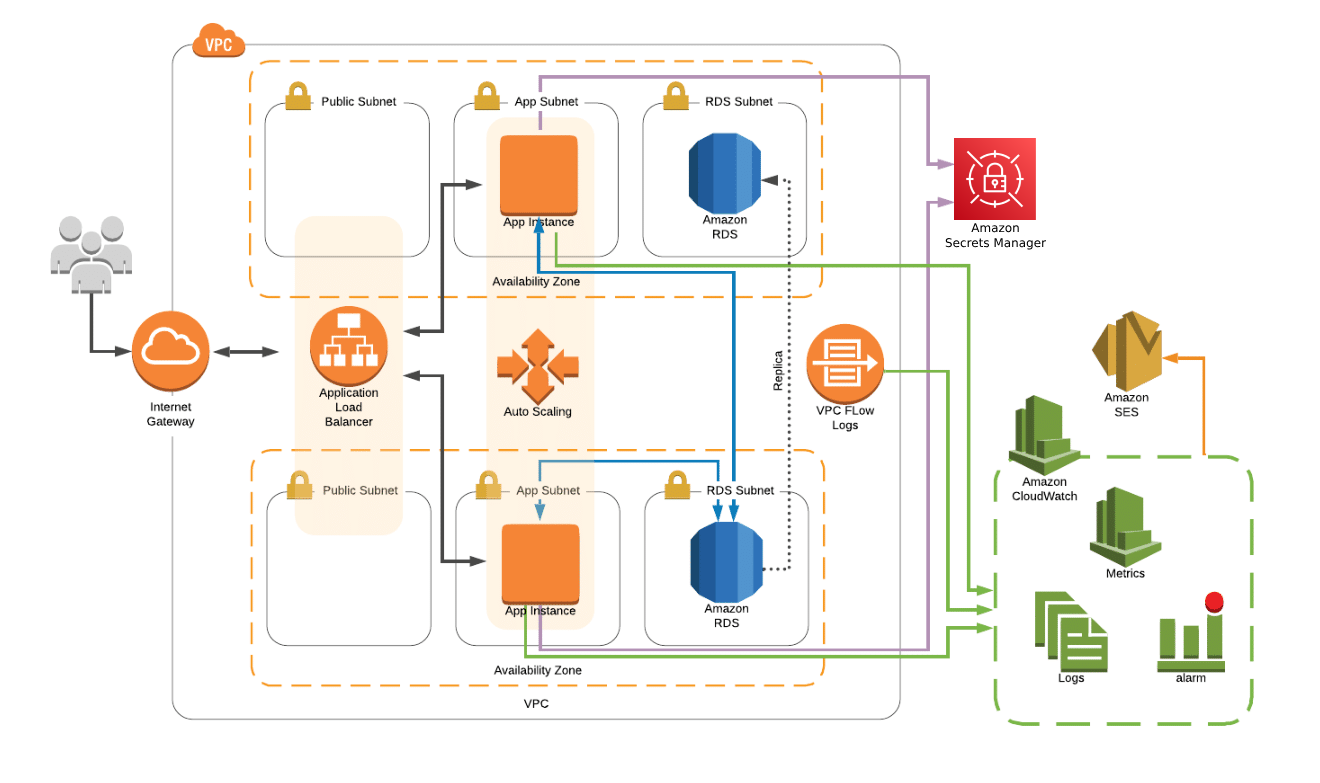 VPC
Public Subnet
App Subnet
RDS Subnet
App Instance
Amazon
RDS
Availability Zone
Amazon
Secrets Manager
Internet
Gateway
Application
Load
Balancer
Auto Scaling
Replica
VPC FLow
Logs
Amazon
SES
Amazon
CloudWatch
Metrics
Logs
alarm
Public Subnet
App Subnet
RDS Subnet
App Instance
Amazon
RDS
Availability Zone
VPC